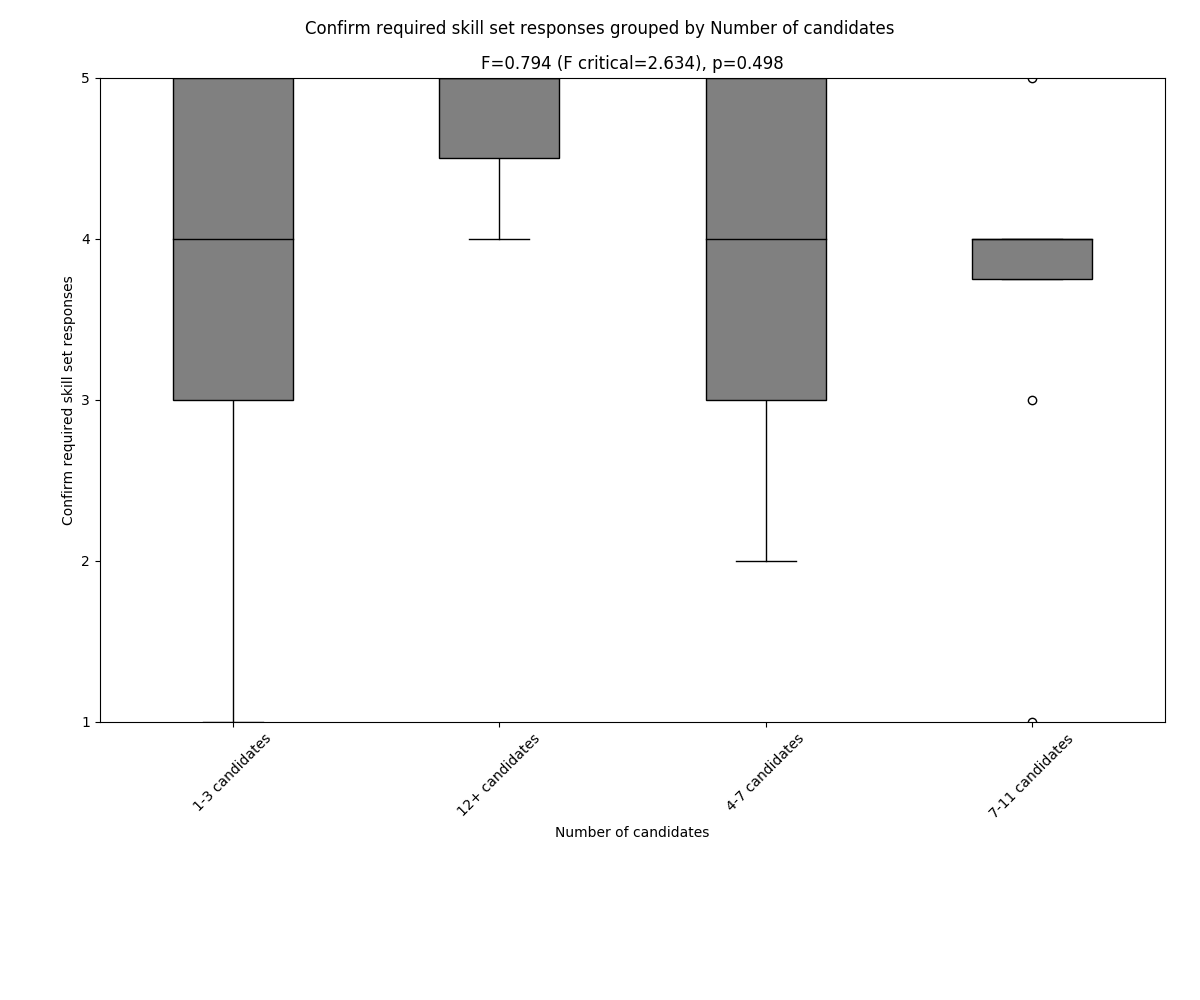 Confirm required skill set responses grouped by Number of candidates
F=0.794 (F critical=2.634), p=0.498
5
4
3
2
1
Confirm required skill set responses
1-3 candidates
12+ candidates
4-7 candidates
7-11 candidates
Number of candidates